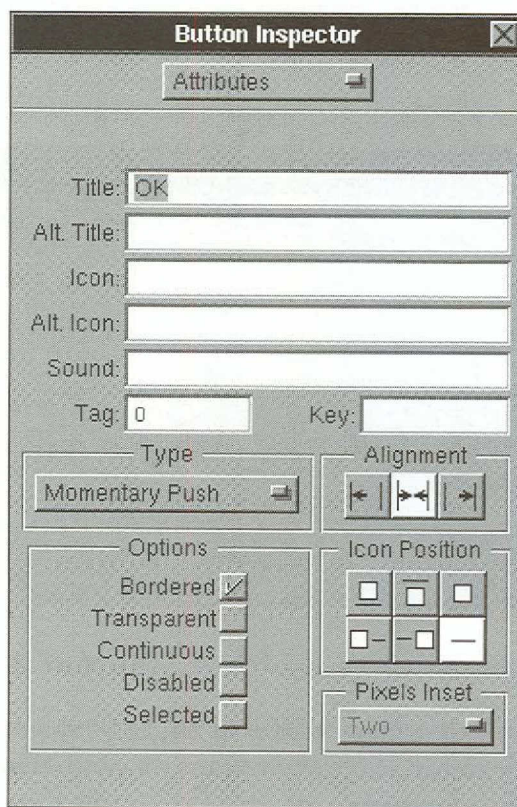 Button Inspector
Attributes
Title: OK
Alt. Title:
Icon:
Alt. Icon:
Sound:
Tag: 0 Key:
Type
Momentary Push
Alignment
Options
Bordered
Transparent
Continuous
Disabled
Selected
Icon Position
Pixels Inset
Two